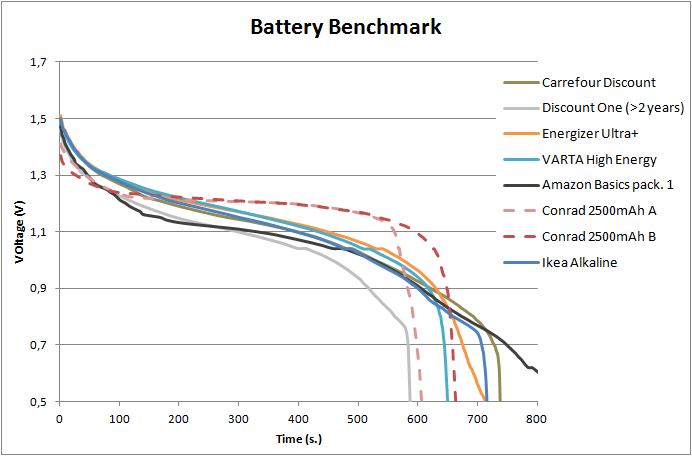 Battery Benchmark
1,7
1,5
1,3
1,1
0,9
0,7
0,5
VOltage (V)
0
100
200
300
400
500
600
700
800
Time (s.)
Carrefour Discount
Discount One (>2 years)
Energizer Ultra+
VARTA High Energy
Amazon Basics pack. 1
Conrad 2500mAh A
Conrad 2500mAh B
Ikea Alkaline